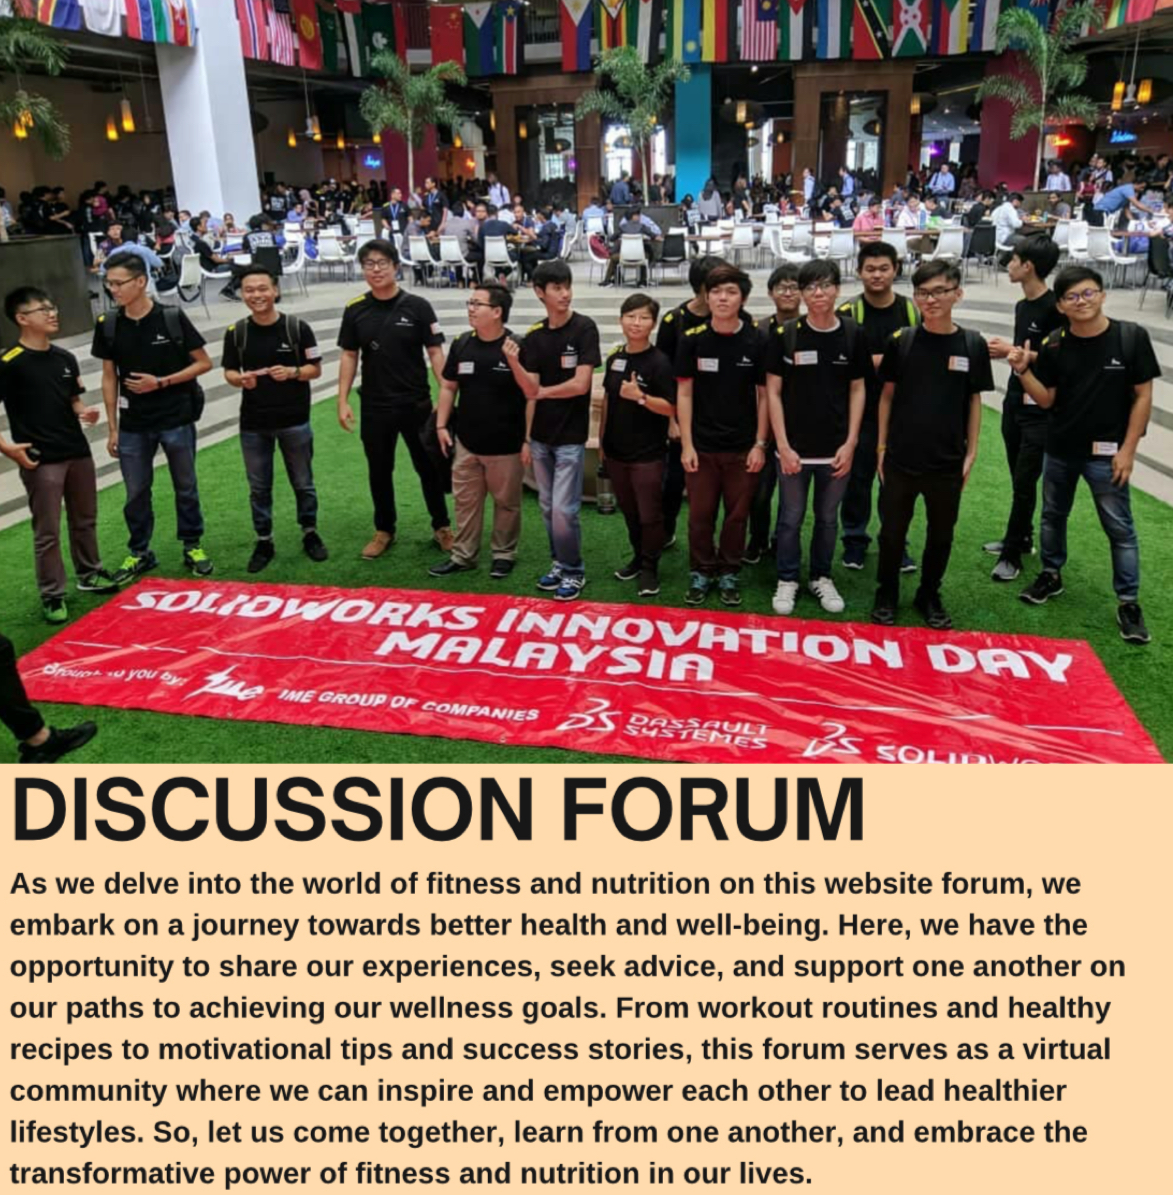 SOLIDWORKS INNOVATION DAY
MALAYSIA
Brought to you by: ime IME GROUP OF COMPANIES DASSAULT SYSTEMES
DISCUSSION FORUM
As we delve into the world of fitness and nutrition on this website forum, we
embark on a journey towards better health and well-being. Here, we have the
opportunity to share our experiences, seek advice, and support one another on
our paths to achieving our wellness goals. From workout routines and healthy
recipes to motivational tips and success stories, this forum serves as a virtual
community where we can inspire and empower each other to lead healthier
lifestyles. So, let us come together, learn from one another, and embrace the
transformative power of fitness and nutrition in our lives.